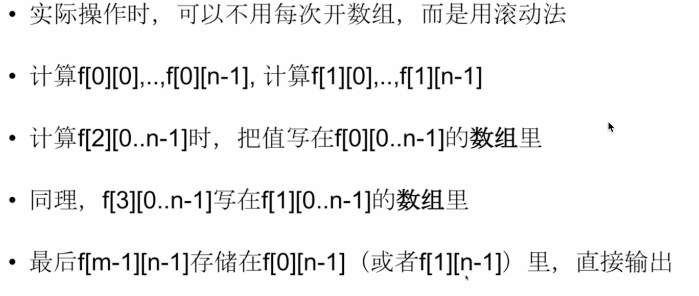 • 实际操作时，可以不用每次开数组，而是用滚动法
• 计算f[0][0],..,f[0][n-1], 计算f[1][0],..,f[1][n-1]
• 计算f[2][0..n-1]时，把值写在f[0][0..n-1]的数组里
• 同理，f[3][0..n-1]写在f[1][0..n-1]的数组里
• 最后f[m-1][n-1]存储在f[0][n-1]（或者f[1][n-1]）里，直接输出